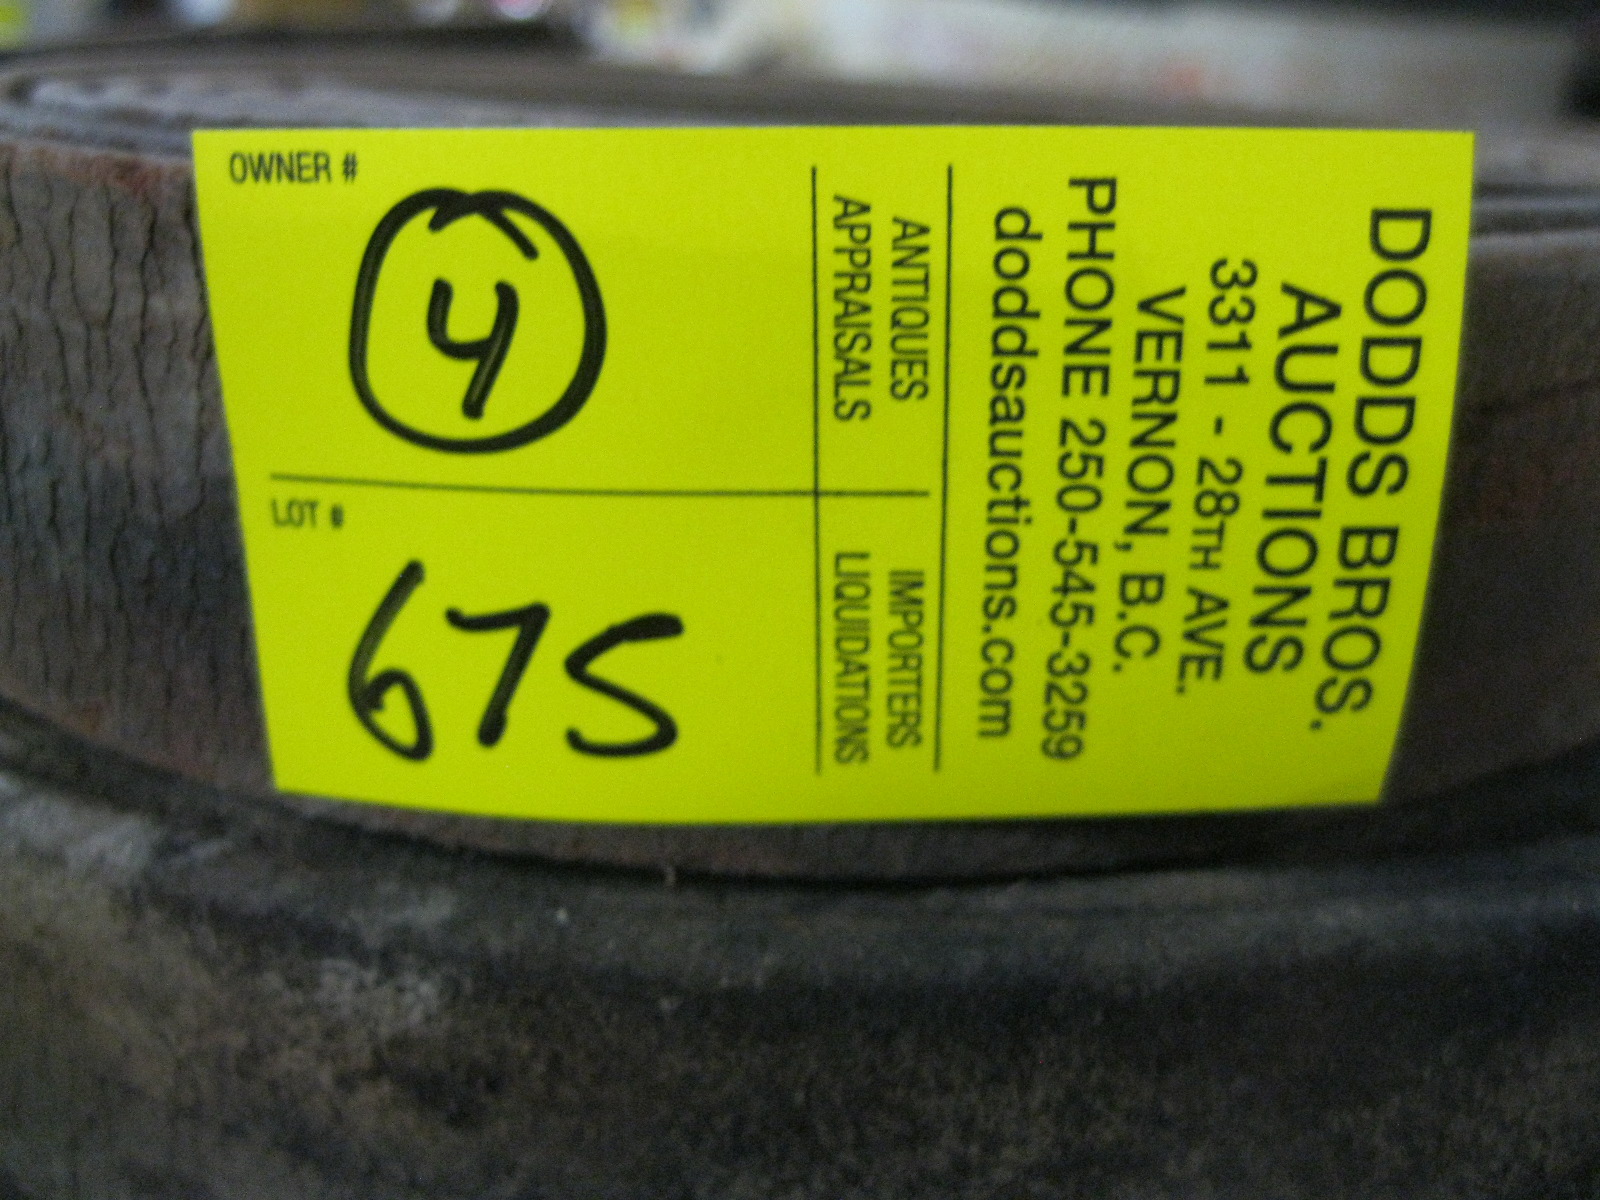 DODDS BROS.
AUCTIONS
3311 - 28TH AVE.
VERNON, B.C.
PHONE 250-545-3259
doddsauctions.com
ANTIQUES
APPRAISALS
IMPORTERS
LIQUIDATIONS
OWNER #
4
LOT #
675